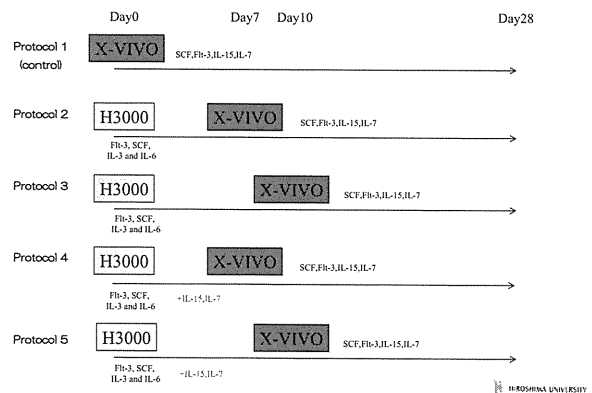 Day0 Day7 Day10 Day28
Protocol 1
(control)
X-VIVO
SCF,Flt-3,IL-15,IL-7
Protocol 2
H3000
X-VIVO
SCF,Flt-3,IL-15,IL-7
Flt-3, SCF,
IL-3 and IL-6
Protocol 3
H3000
X-VIVO
SCF,Flt-3,IL-15,IL-7
Flt-3, SCF,
IL-3 and IL-6
Protocol 4
H3000
X-VIVO
SCF,Flt-3,IL-15,IL-7
Flt-3, SCF,
IL-3 and IL-6
+IL-15,IL-7
Protocol 5
H3000
X-VIVO
SCF,Flt-3,IL-15,IL-7
Flt-3, SCF,
IL-3 and IL-6
+IL-15,IL-7
HIROSHIMA UNIVERSITY